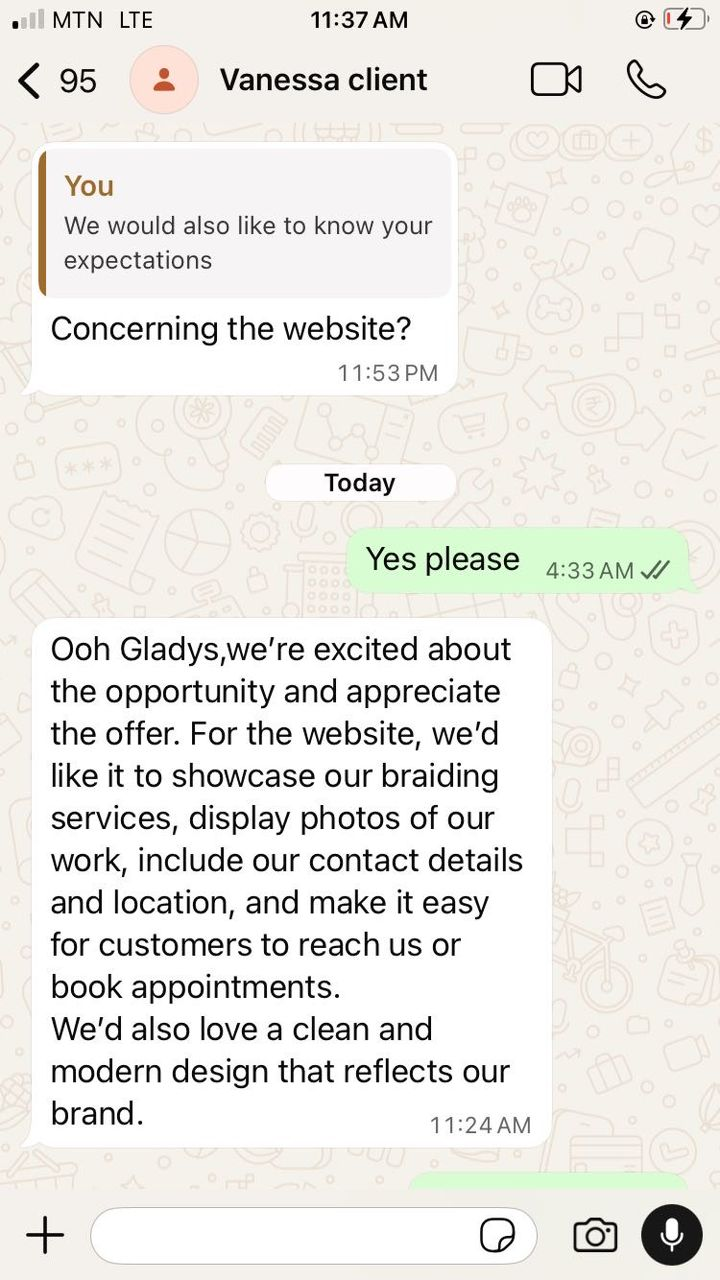 MTN LTE 11:37 AM
95 Vanessa client
You
We would also like to know your
expectations
Concerning the website?
11:53 PM
Today
Yes please 4:33 AM
Ooh Gladys,we’re excited about
the opportunity and appreciate
the offer. For the website, we’d
like it to showcase our braiding
services, display photos of our
work, include our contact details
and location, and make it easy
for customers to reach us or
book appointments.
We’d also love a clean and
modern design that reflects our
brand.
11:24 AM